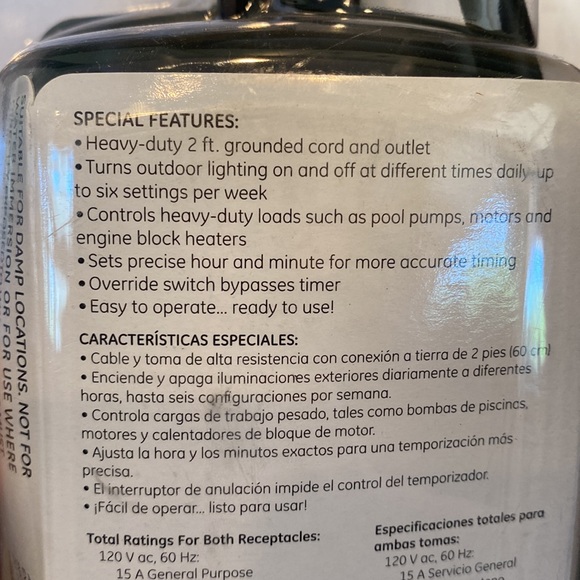 SPECIAL FEATURES:
• Heavy-duty 2 ft. grounded cord and outlet
• Turns outdoor lighting on and off at different times daily up
to six settings per week
• Controls heavy-duty loads such as pool pumps, motors and
engine block heaters
• Sets precise hour and minute for more accurate timing
• Override switch bypasses timer
• Easy to operate... ready to use!
CARACTERÍSTICAS ESPECIALES:
• Cable y toma de alta resistencia con conexión a tierra de 2 pies (60 cm)
• Enciende y apaga iluminaciones exteriores diariamente a diferentes
horas, hasta seis configuraciones por semana.
• Controla cargas de trabajo pesado, tales como bombas de piscinas,
motores y calentadores de bloque de motor.
• Ajusta la hora y los minutos exactos para una temporización más
precisa.
• El interruptor de anulación impide el control del temporizador.
• ¡Fácil de operar... listo para usar!
Total Ratings For Both Receptacles:
120 V ac, 60 Hz:
15 A General Purpose
Especificaciones totales para
ambas tomas:
120 V ac, 60 Hz:
15 A Servicio General
SUITABLE FOR DAMP LOCATIONS. NOT FOR
WATER IMMERSION OR FOR USE WHERE